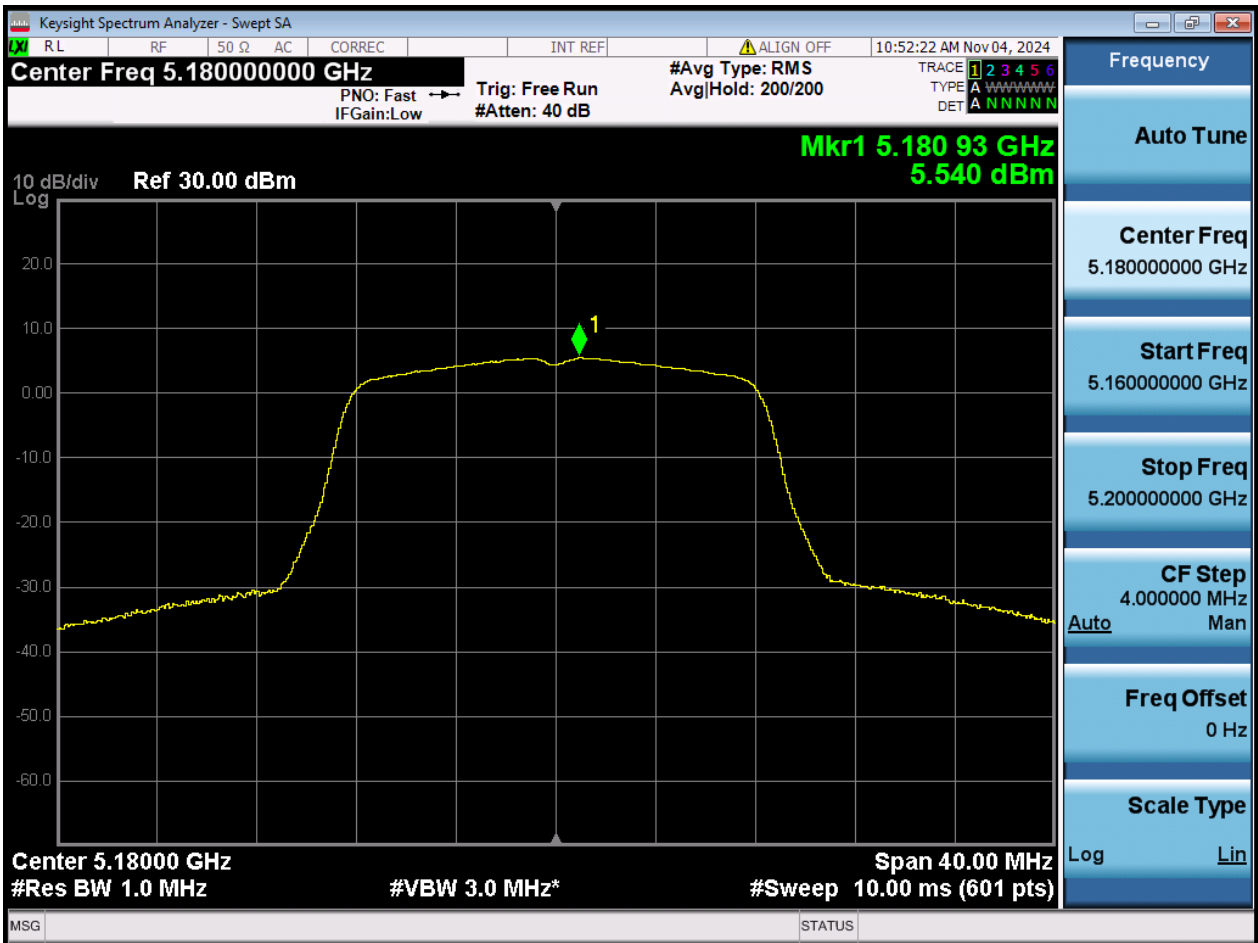 Keysight Spectrum Analyzer - Swept SA
LXI RL RF 50 Ω AC CORREC INT REF ALIGN OFF 10:52:22 AM Nov 04, 2024
Center Freq 5.180000000 GHz
PNO: Fast
IFGain:Low
Trig: Free Run
#Atten: 40 dB
#Avg Type: RMS
Avg|Hold: 200/200
TRACE 1 2 3 4 5 6
TYPE A WWWWW
DET A N N N N N
Mkr1 5.180 93 GHz
5.540 dBm
10 dB/div Ref 30.00 dBm
Log
20.0
10.0
1
0.00
-10.0
-20.0
-30.0
-40.0
-50.0
-60.0
Center 5.18000 GHz Span 40.00 MHz
#Res BW 1.0 MHz #VBW 3.0 MHz* #Sweep 10.00 ms (601 pts)
MSG STATUS
Frequency
Auto Tune
Center Freq
5.180000000 GHz
Start Freq
5.160000000 GHz
Stop Freq
5.200000000 GHz
CF Step
4.000000 MHz
Auto Man
Freq Offset
0 Hz
Scale Type
Log Lin